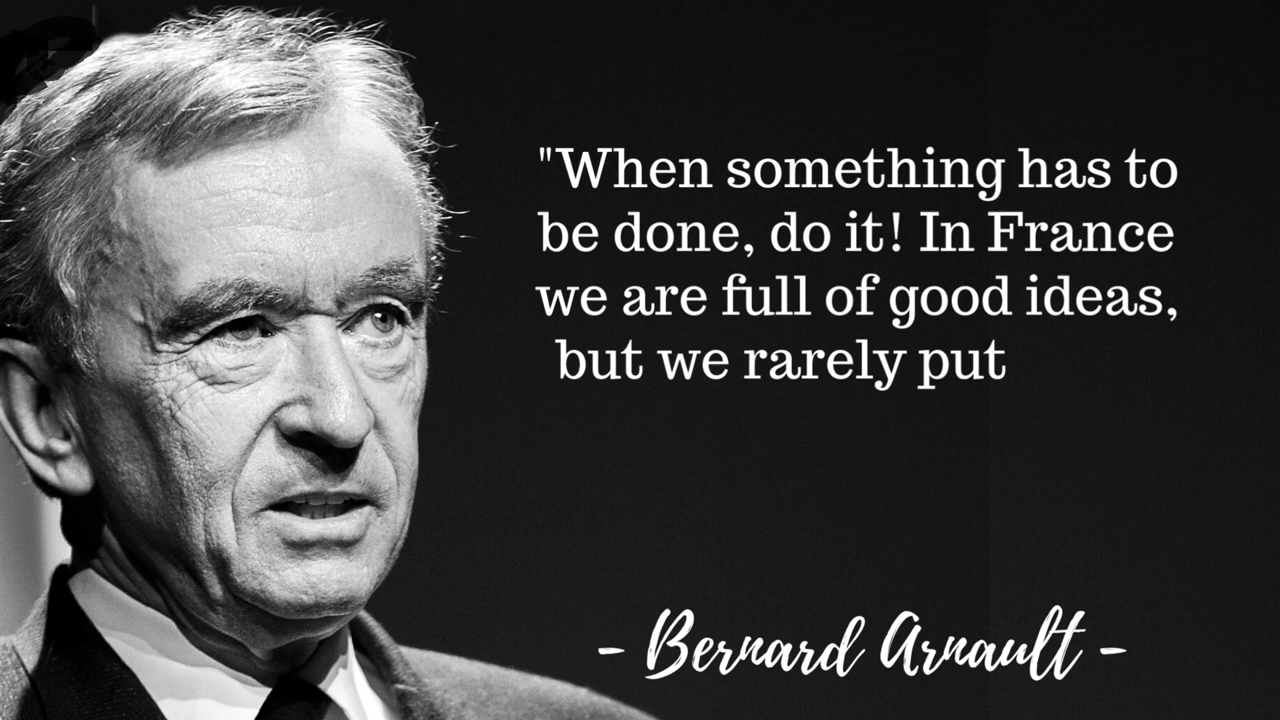 "When something has to
be done, do it! In France
we are full of good ideas,
but we rarely put
- Bernard Arnault -